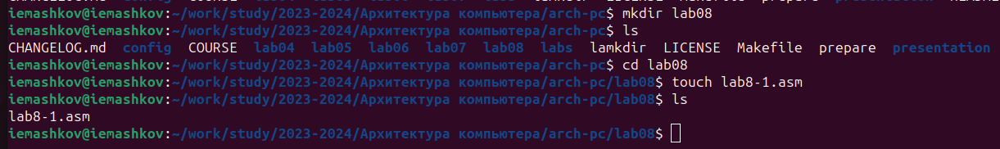 iemashkov@iemashkov:~/work/study/2023-2024/Архитектура компьютера/arch-pc$ mkdir lab08
iemashkov@iemashkov:~/work/study/2023-2024/Архитектура компьютера/arch-pc$ ls
CHANGELOG.md config COURSE lab04 lab05 lab06 lab07 lab08 labs lamkdir LICENSE Makefile prepare presentation
iemashkov@iemashkov:~/work/study/2023-2024/Архитектура компьютера/arch-pc$ cd lab08
iemashkov@iemashkov:~/work/study/2023-2024/Архитектура компьютера/arch-pc/lab08$ touch lab8-1.asm
iemashkov@iemashkov:~/work/study/2023-2024/Архитектура компьютера/arch-pc/lab08$ ls
lab8-1.asm
iemashkov@iemashkov:~/work/study/2023-2024/Архитектура компьютера/arch-pc/lab08$